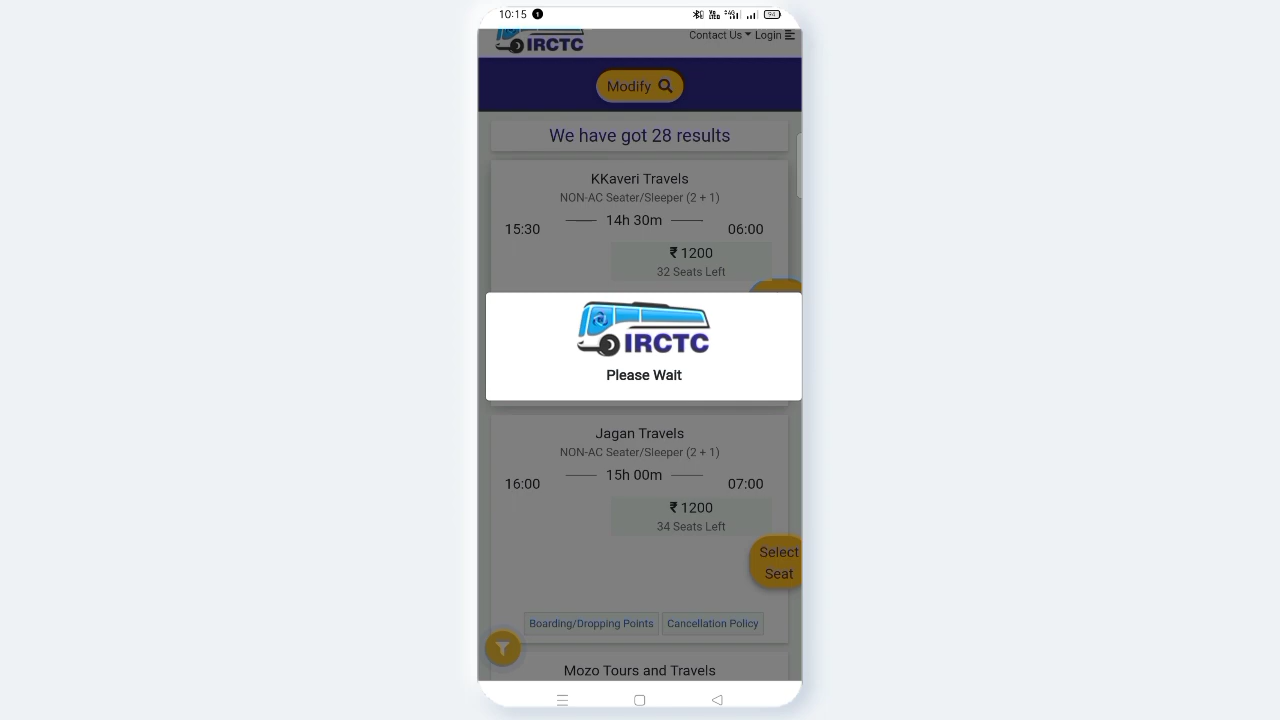 10:15
94
IRCTC
Contact Us Login
Modify
We have got 28 results
KKaveri Travels
NON-AC Seater/Sleeper (2 + 1)
15:30 14h 30m 06:00
₹ 1200
32 Seats Left
IRCTC
Please Wait
Jagan Travels
NON-AC Seater/Sleeper (2 + 1)
16:00 15h 00m 07:00
₹ 1200
34 Seats Left
Select
Seat
Boarding/Dropping Points Cancellation Policy
Mozo Tours and Travels